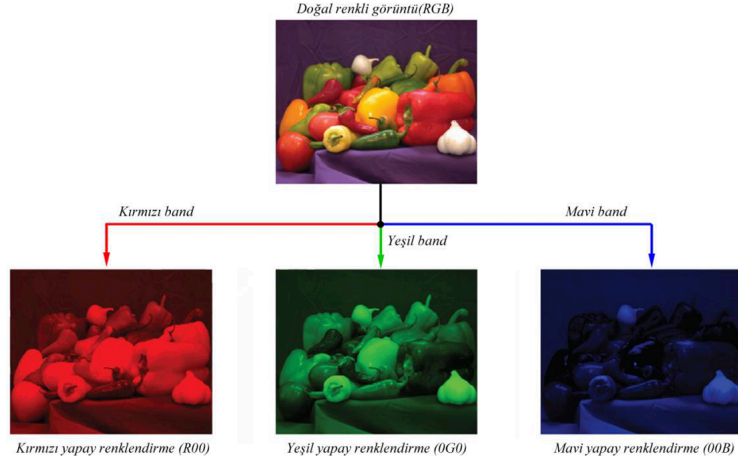 Doğal renkli görüntü(RGB)
Kırmızı band
Mavi band
Yeşil band
Kırmızı yapay renklendirme (R00)
Yeşil yapay renklendirme (0G0)
Mavi yapay renklendirme (00B)